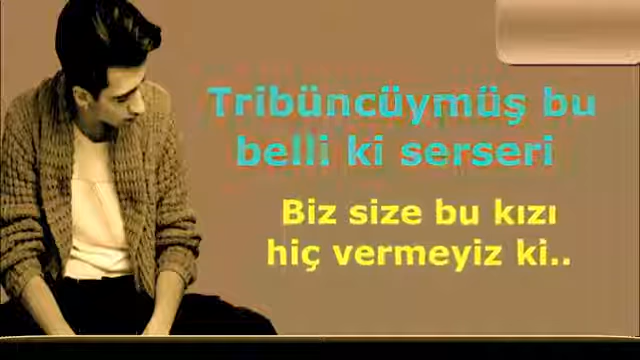 Tribüncüymüş bu
belli ki serseri
Biz size bu kızı
hiç vermeyiz ki..